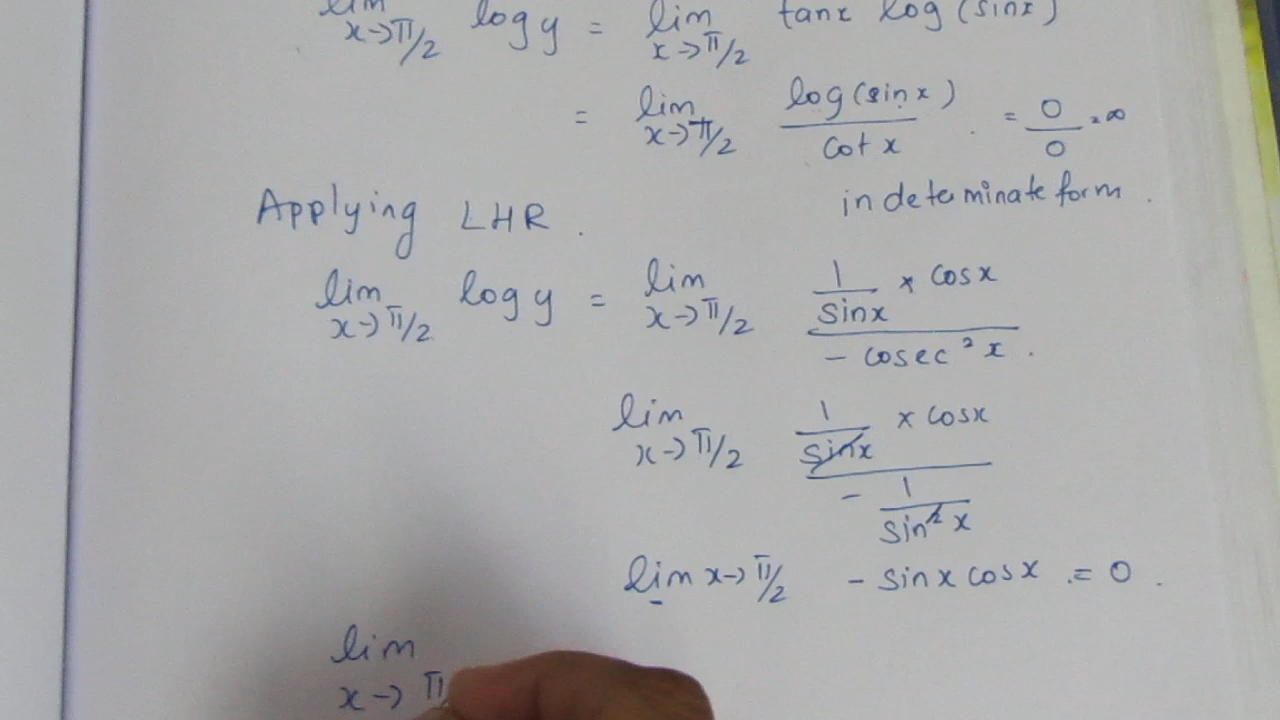 lim x→π/2 log y = lim x→π/2 tanx log (sinx)
= lim x→π/2 log(sinx) / cot x = 0/0 = ∞
indeterminate form.
Applying LHR.
lim x→π/2 log y = lim x→π/2 1/sinx * cosx / - cosec²x.
lim x→π/2 1/sinx x cosx / - 1/sin²x
lim x→π/2 - sinx cosx = 0.
lim x→π